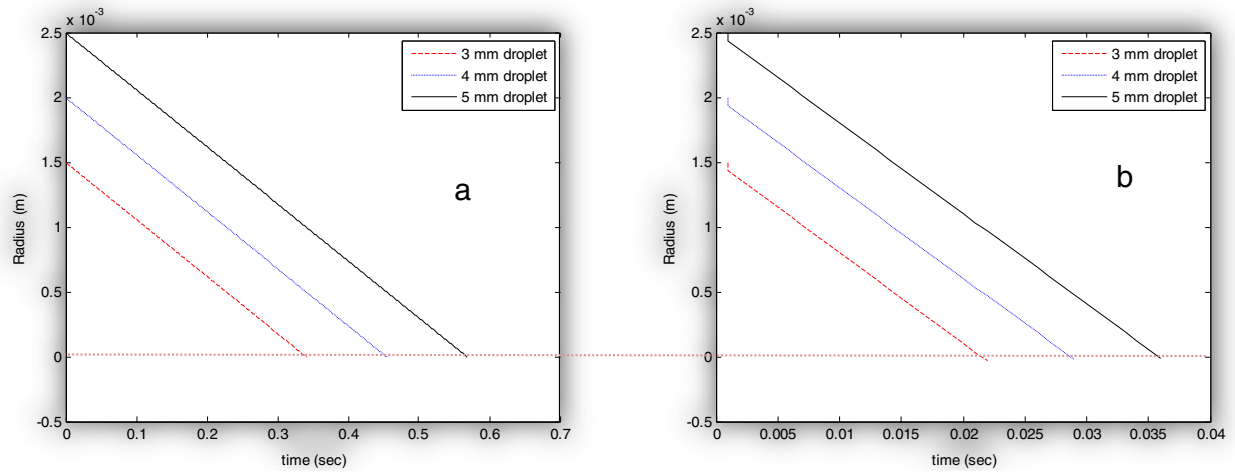 x 10⁻³
2.5
2
1.5
1
0.5
0
-0.5
Radius (m)
0 0.1 0.2 0.3 0.4 0.5 0.6 0.7
time (sec)
3 mm droplet
4 mm droplet
5 mm droplet
a
x 10⁻³
2.5
2
1.5
1
0.5
0
-0.5
Radius (m)
0 0.005 0.01 0.015 0.02 0.025 0.03 0.035 0.04
time (sec)
3 mm droplet
4 mm droplet
5 mm droplet
b